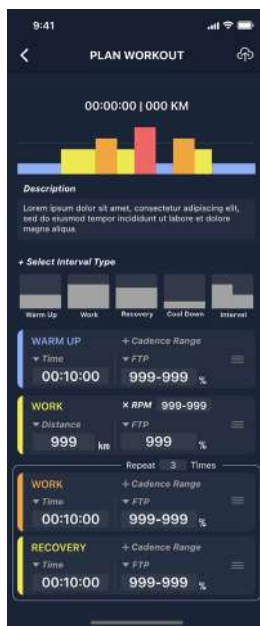 9:41
PLAN WORKOUT
00:00:00 | 000 KM
Description
Lorem ipsum dolor sit amet, consectetur adipiscing elit,
sed do eiusmod tempor incididunt ut labore et dolore
magna aliqua.
+ Select Interval Type
Warm Up Work Recovery Cool Down Interval
WARM UP + Cadence Range
Time FTP
00:10:00 999-999 %
WORK × RPM 999-999
Distance FTP
999 km 999 %
Repeat 3 Times
WORK + Cadence Range
Time FTP
00:10:00 999-999 %
RECOVERY + Cadence Range
Time FTP
00:10:00 999-999 %